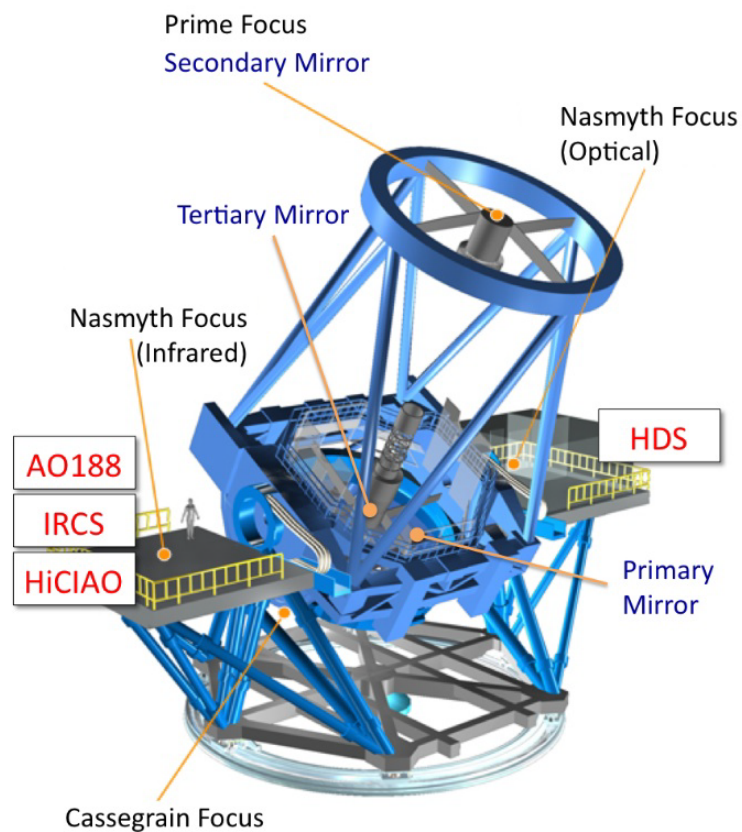 Prime Focus
Secondary Mirror
Nasmyth Focus
(Optical)
Tertiary Mirror
Nasmyth Focus
(Infrared)
HDS
AO188
IRCS
HiCIAO
Primary
Mirror
Cassegrain Focus